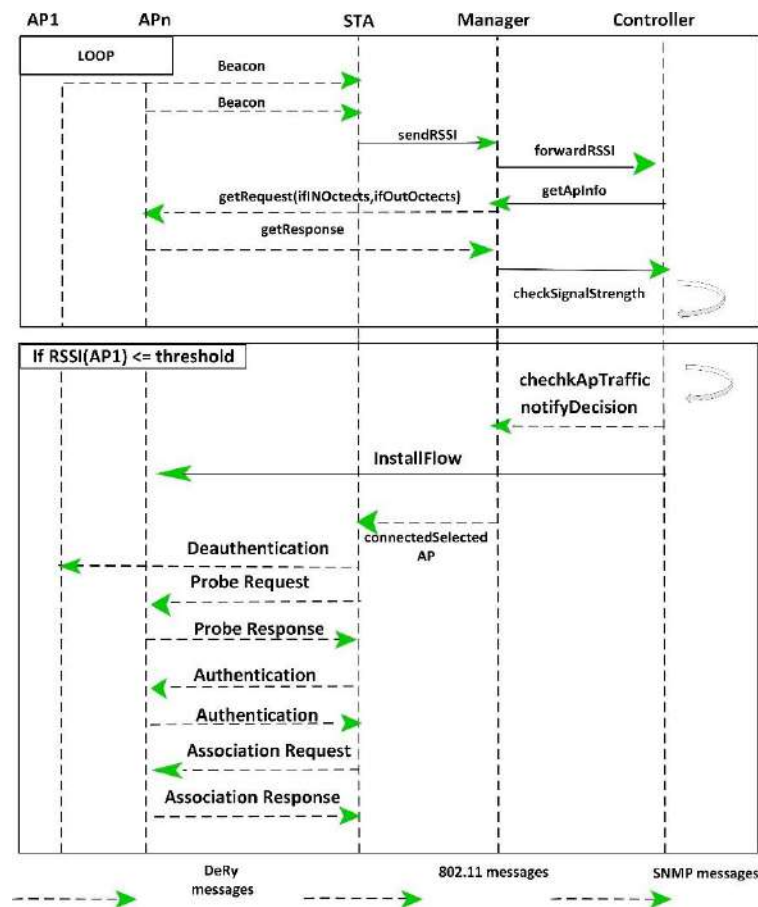 AP1 APn STA Manager Controller
LOOP
Beacon
Beacon
sendRSSI
forwardRSSI
getApInfo
getRequest(ifINOctects,ifOutOctects)
getResponse
checkSignalStrength
If RSSI(AP1) <= threshold
chechkApTraffic
notifyDecision
InstallFlow
connectedSelected
AP
Deauthentication
Probe Request
Probe Response
Authentication
Authentication
Association Request
Association Response
DeRy
messages
802.11 messages
SNMP messages